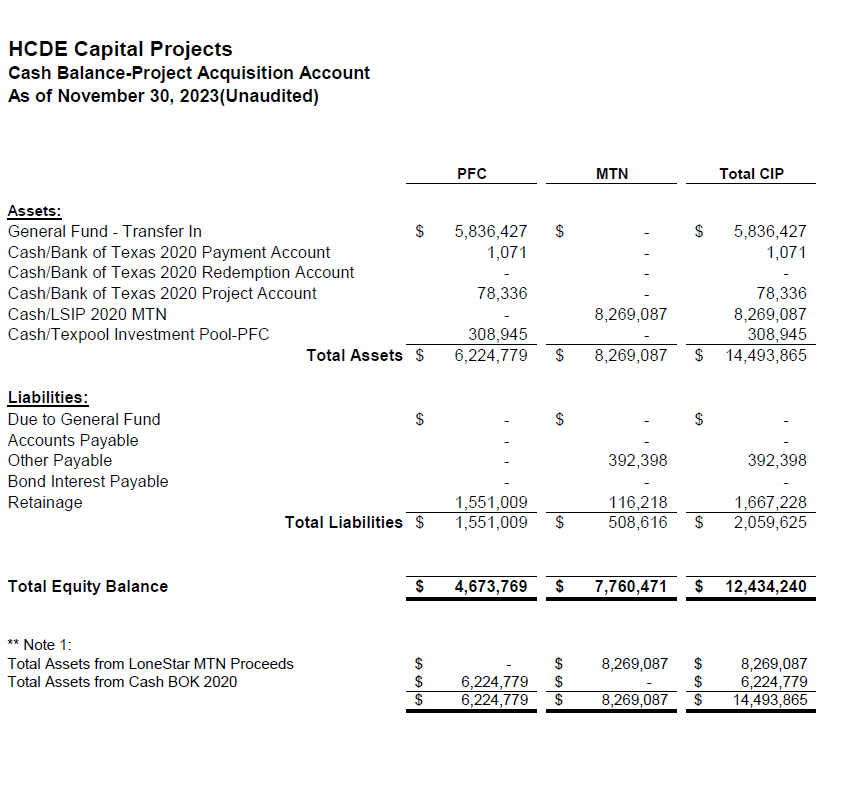 HCDE Capital Projects
Cash Balance-Project Acquisition Account
As of November 30, 2023(Unaudited)
PFC MTN Total CIP
Assets:
General Fund - Transfer In $ 5,836,427 $ - $ 5,836,427
Cash/Bank of Texas 2020 Payment Account 1,071 - 1,071
Cash/Bank of Texas 2020 Redemption Account - - -
Cash/Bank of Texas 2020 Project Account 78,336 - 78,336
Cash/LSIP 2020 MTN - 8,269,087 8,269,087
Cash/Texpool Investment Pool-PFC 308,945 - 308,945
Total Assets $ 6,224,779 $ 8,269,087 $ 14,493,865
Liabilities:
Due to General Fund $ - $ - $ -
Accounts Payable - - -
Other Payable - 392,398 392,398
Bond Interest Payable - - -
Retainage 1,551,009 116,218 1,667,228
Total Liabilities $ 1,551,009 $ 508,616 $ 2,059,625
Total Equity Balance $ 4,673,769 $ 7,760,471 $ 12,434,240
** Note 1:
Total Assets from LoneStar MTN Proceeds $ - $ 8,269,087 $ 8,269,087
Total Assets from Cash BOK 2020 $ 6,224,779 $ - $ 6,224,779
$ 6,224,779 $ 8,269,087 $ 14,493,865